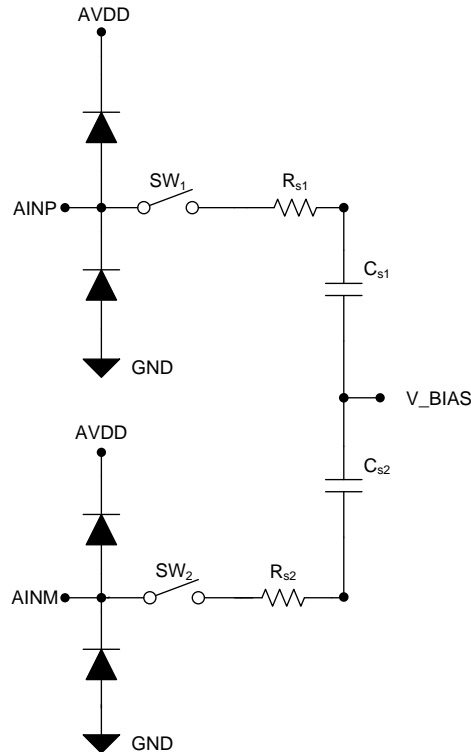 AVDD
SW1
Rs1
AINP
Cs1
GND
V_BIAS
AVDD
Cs2
SW2
Rs2
AINM
GND